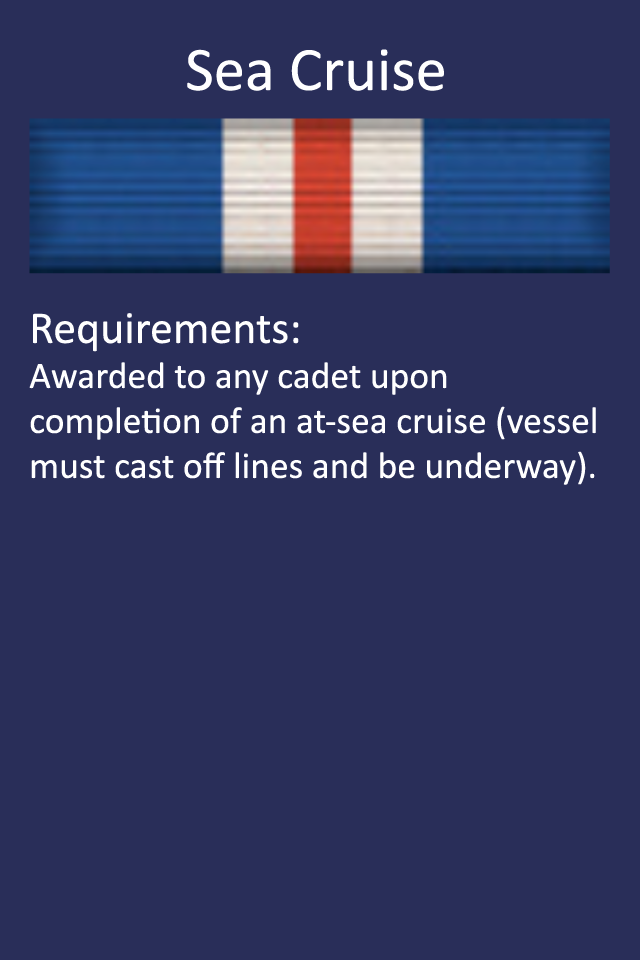 Sea Cruise
Requirements:
Awarded to any cadet upon
completion of an at-sea cruise (vessel
must cast off lines and be underway).